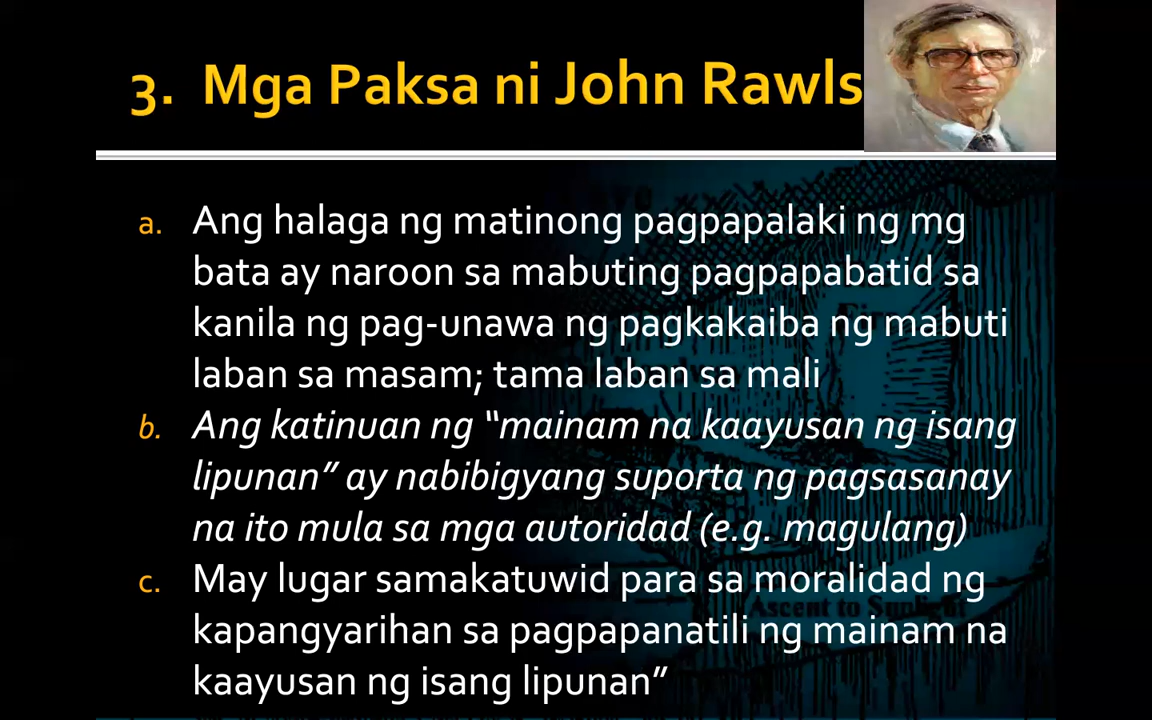 3. Mga Paksa ni John Rawls
a. Ang halaga ng matinong pagpapalaki ng mg
bata ay naroon sa mabuting pagpapabatid sa
kanila ng pag-unawa ng pagkakaiba ng mabuti
laban sa masam; tama laban sa mali
b. Ang katinuan ng “mainam na kaayusan ng isang
lipunan” ay nabibigyang suporta ng pagsasanay
na ito mula sa mga autoridad (e.g. magulang)
c. May lugar samakatuwid para sa moralidad ng
kapangyarihan sa pagpapanatili ng mainam na
kaayusan ng isang lipunan”